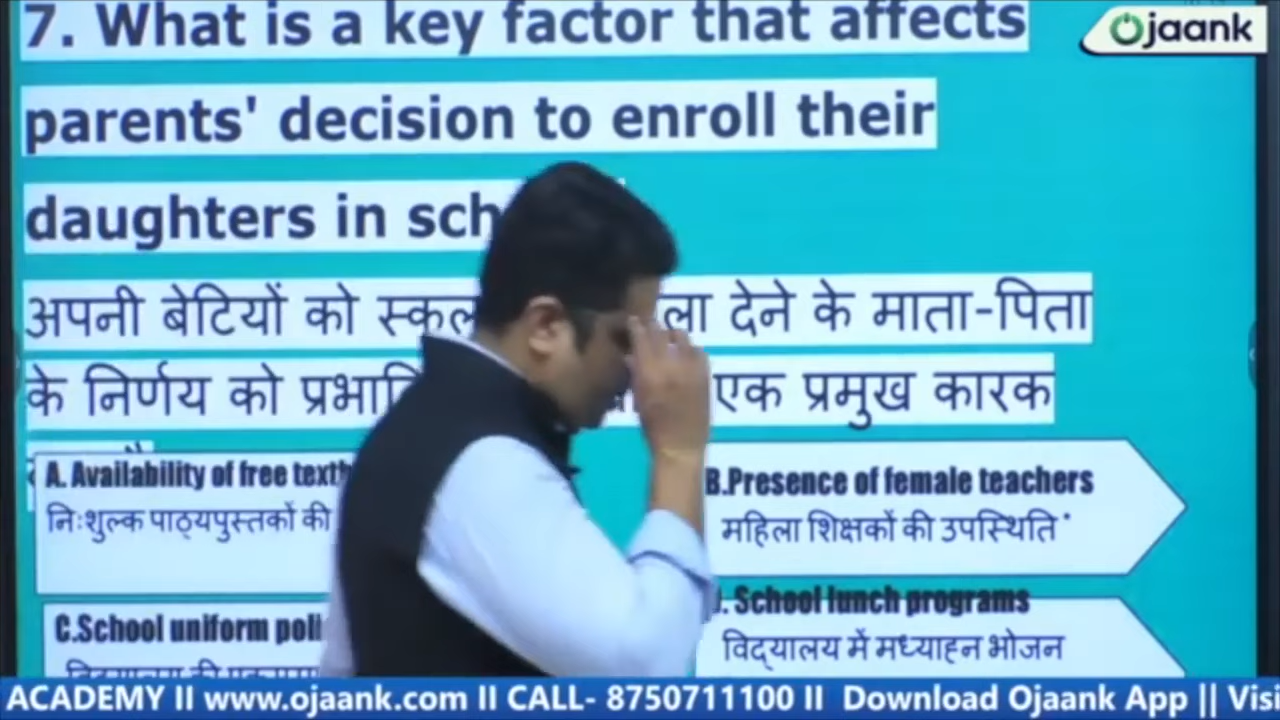 7. What is a key factor that affects
Ojaank
parents' decision to enroll their
daughters in sch
अपनी बेटियों को स्कूल ला देने के माता-पिता
के निर्णय को प्रभावि एक प्रमुख कारक
A. Availability of free text
निःशुल्क पाठ्यपुस्तकों की
B.Presence of female teachers
महिला शिक्षकों की उपस्थिति
C.School uniform poli
विद्यालय की
. School lunch programs
विद्यालय में मध्याह्न भोजन
ACADEMY II www.ojaank.com II CALL- 8750711100 II Download Ojaank App || Visi